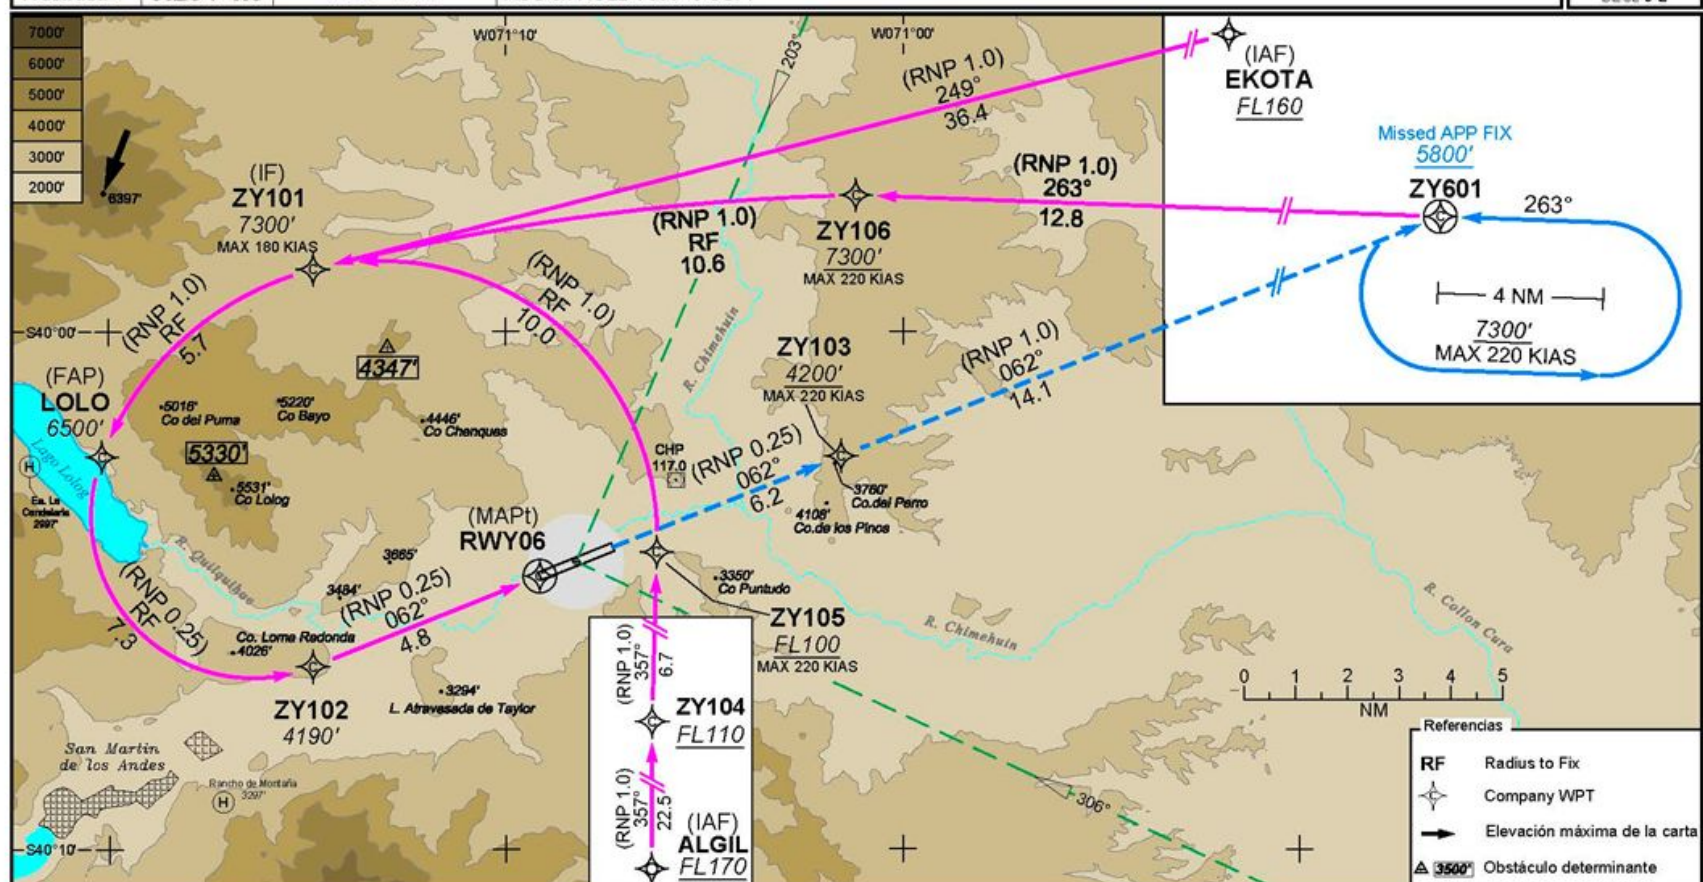 7000'
6000'
5000'
4000'
3000'
2000'
6397'
W071°10'
W071°00'
203°
(RNP 1.0)
249°
36.4
(IAF)
EKOTA
FL160
Missed APP FIX
5800'
ZY601
263°
4 NM
7300'
MAX 220 KIAS
(RNP 1.0)
263°
12.8
(IF)
ZY101
7300'
MAX 180 KIAS
(RNP 1.0)
RF
10.6
ZY106
7300'
MAX 220 KIAS
(RNP 1.0)
RF
10.0
(RNP 1.0)
RF
5.7
S40°00'
R. Chimehuin
ZY103
4200'
MAX 220 KIAS
(RNP 1.0)
062°
14.1
4347'
(FAP)
LOLO
6500'
5016'
Co del Puma
5220'
Co Bayo
4446'
Co Chenques
5330'
5531'
Co Lolog
Lago Lolog
H
Ea. La
Candelaria
2997'
CHP
117.0
(RNP 0.25)
062°
6.2
3760'
Co.del Perro
4108'
Co.de los Pinos
(MAPt)
RWY06
R. Quilquihue
3665'
3484'
(RNP 0.25)
062°
4.8
(RNP 0.25)
RF
7.3
Co. Loma Redonda
4026'
3350'
Co Puntudo
ZY105
FL100
MAX 220 KIAS
R. Chimehuin
R. Collon Cura
(RNP 1.0)
357°
6.7
ZY102
4190'
3294'
L. Atravesada de Taylor
ZY104
FL110
San Martin
de los Andes
Rancho de Montaña
3297'
H
(RNP 1.0)
357°
22.5
(IAF)
ALGIL
FL170
306°
S40°10'
0 1 2 3 4 5
NM
Referencias
RF Radius to Fix
Company WPT
Elevación máxima de la carta
3500' Obstáculo determinante